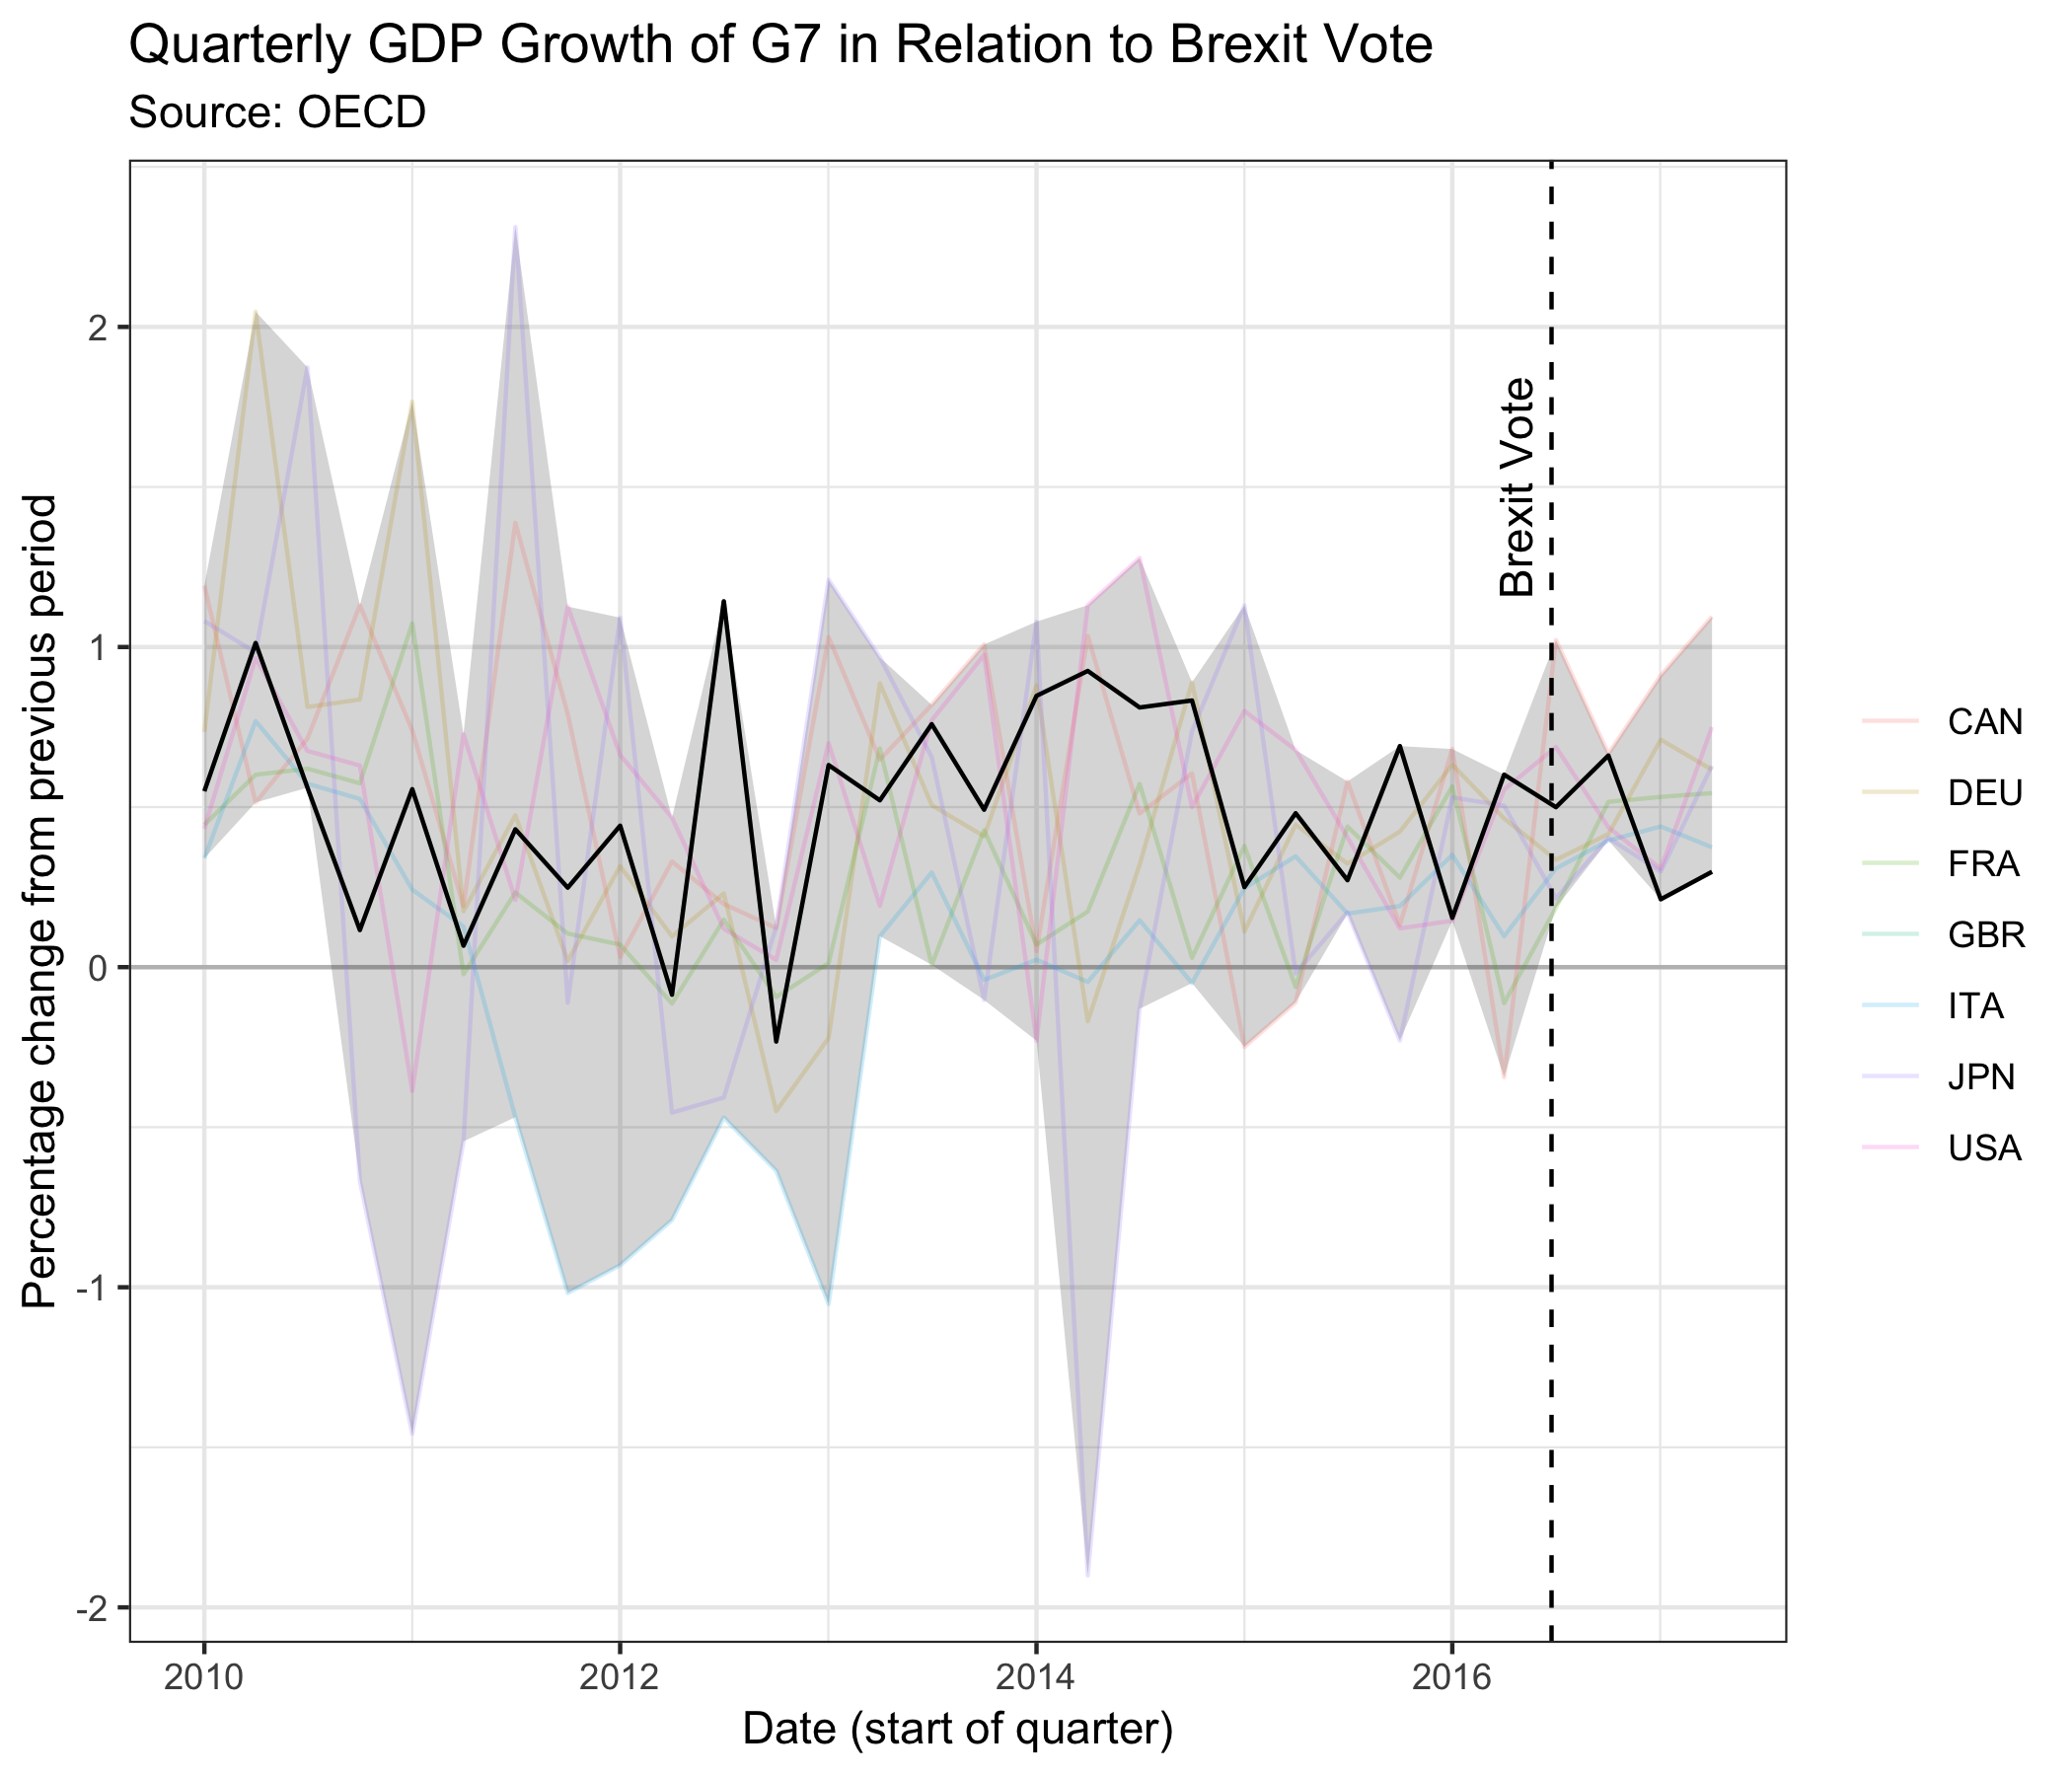 Quarterly GDP Growth of G7 in Relation to Brexit Vote
Source: OECD
Percentage change from previous period
2
1
0
-1
-2
Brexit Vote
2010
2012
2014
2016
Date (start of quarter)
CAN
DEU
FRA
GBR
ITA
JPN
USA